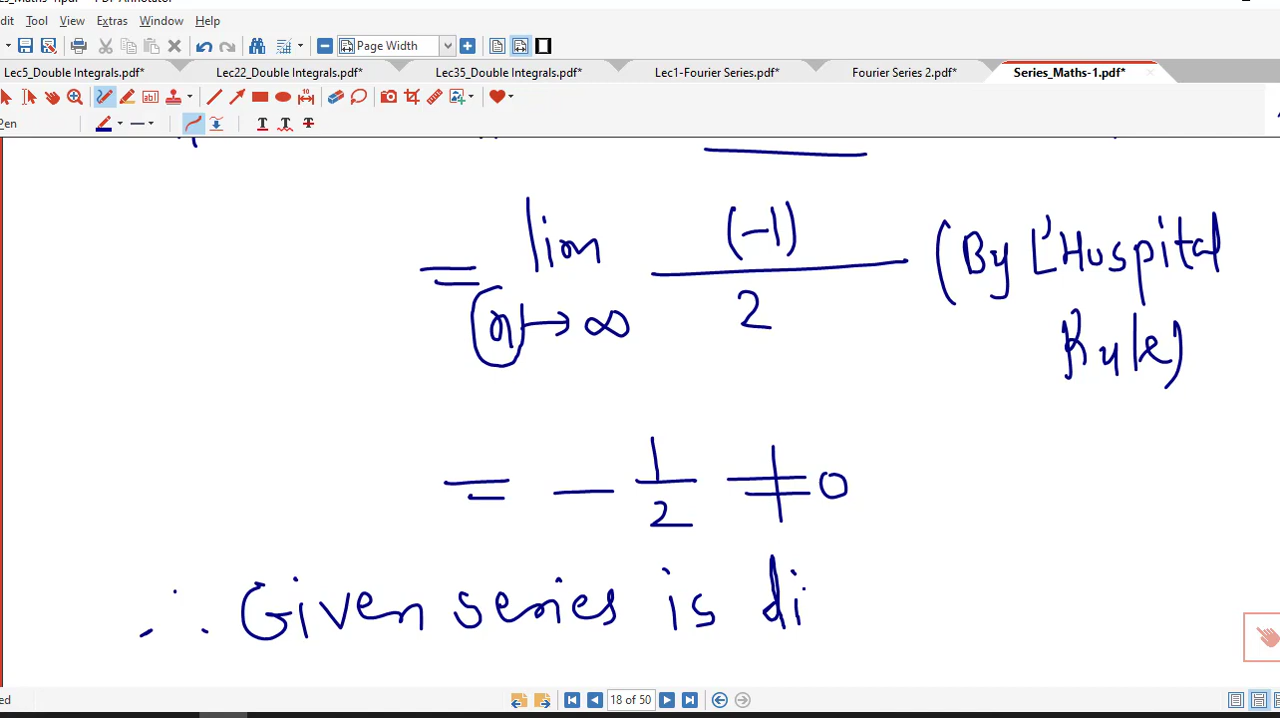 Tool View Extras Window Help
Page Width
Lec5_Double Integrals.pdf* Lec22_Double Integrals.pdf* Lec35_Double Integrals.pdf* Lec1-Fourier Series.pdf* Fourier Series 2.pdf* Series_Maths-1.pdf*
= lim n→∞ (-1)/2 (By L'Hospital
Rule)
= - 1/2 ≠ 0
∴ Given series is di
18 of 50